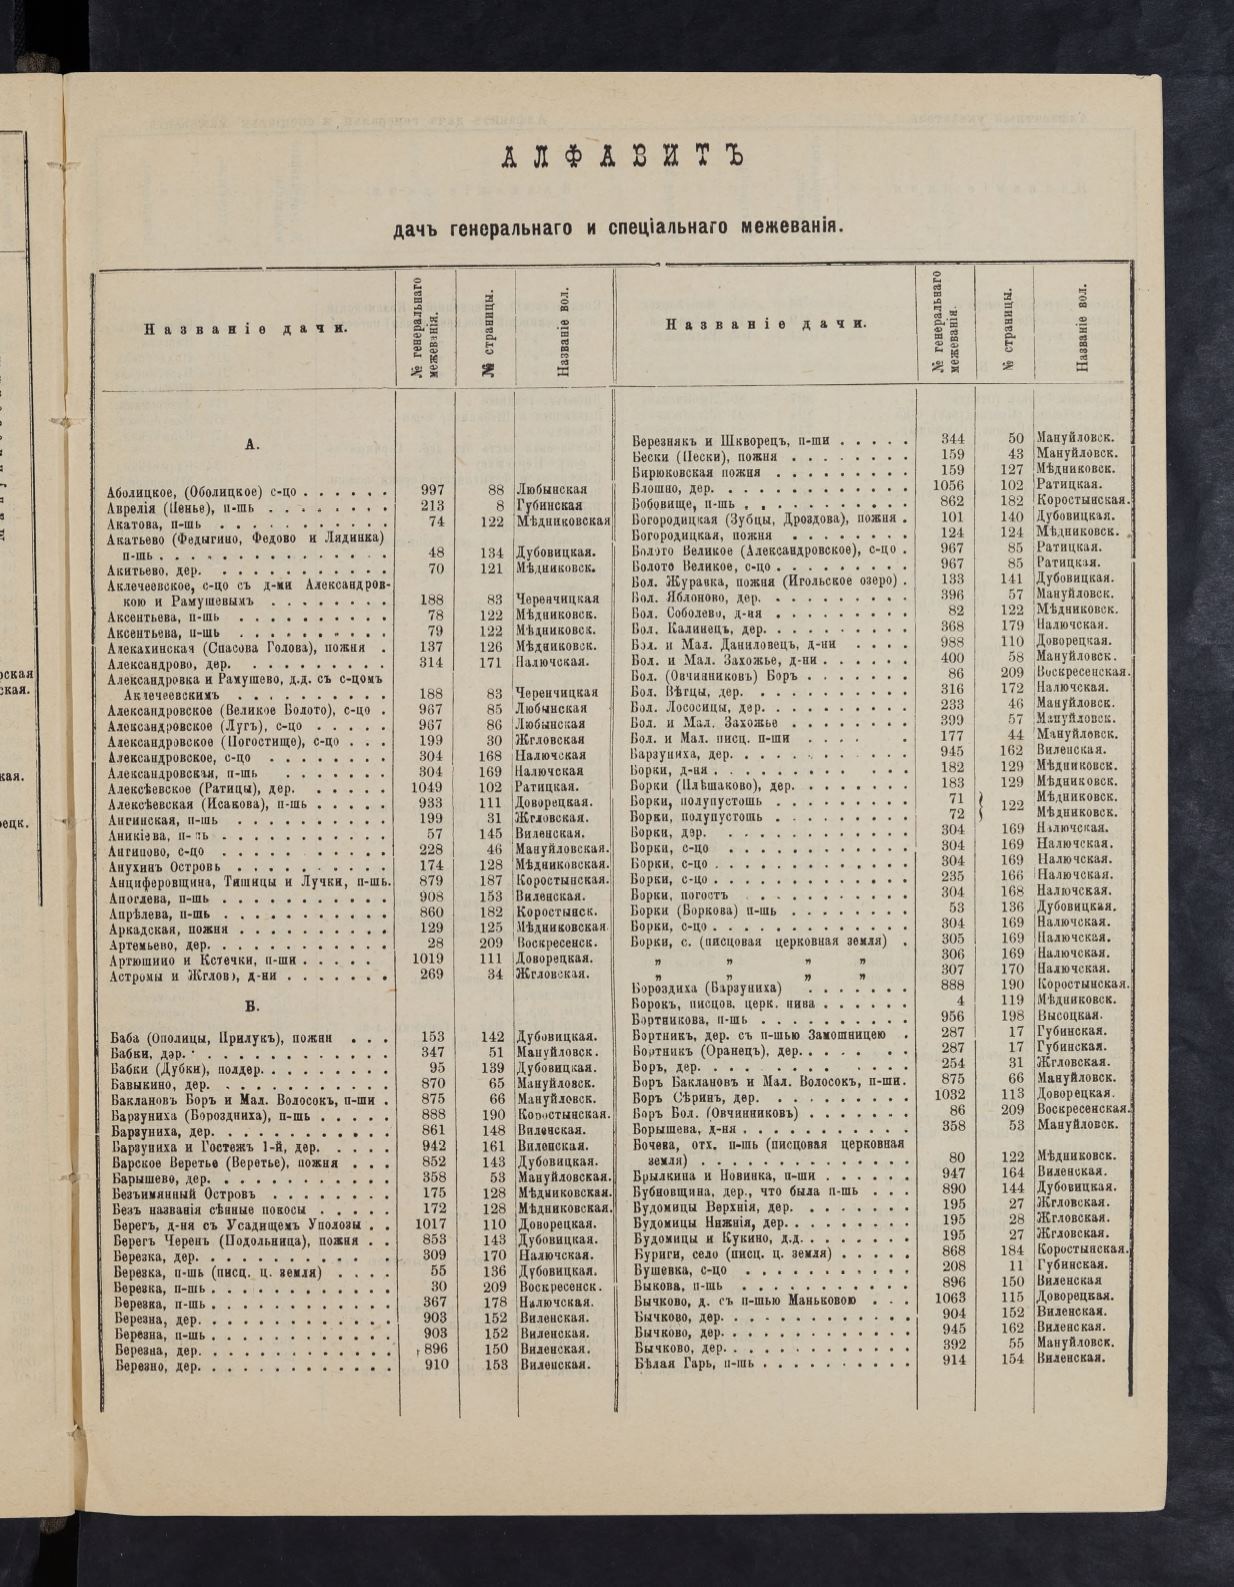 АЛФАВИТЪ
дачъ генеральнаго и спеціальнаго межеванія.
Названіе дачи. № генеральнаго межеванія. № страницы. Названіе вол.
А.
Аболицкое, (Оболицкое) с-цо . . . . . . 997 88 Любынская
Аврелія (Пенье), п-шь . . . . . . . . 213 8 Губинская
Акатова, п-шь . . . . . . . . . . . 74 122 Мѣдниковская
Акатьево (Федыгино, Федово и Лядинка)
п-шь . . . . . . . . . . . . . . 48 134 Дубовицкая.
Акитьево, дер. . . . . . . . . . . . 70 121 Мѣдниковск.
Аклечеевское, с-цо съ д-ми Александров-
кою и Рамушевымъ . . . . . . . . 188 83 Черенчицкая
Аксентьева, п-шь . . . . . . . . . . 78 122 Мѣдниковск.
Аксентьева, п-шь . . . . . . . . . . 79 122 Мѣдниковск.
Алекахинская (Спасова Голова), пожня . 137 126 Мѣдниковск.
Александрово, дер. . . . . . . . . . 314 171 Налючская.
Александровка и Рамушево, д.д. съ с-цомъ
Аклечеевскимъ . . . . . . . . . . 188 83 Черенчицкая
Александровское (Великое Болото), с-цо . 967 85 Любынская
Александровское (Лугъ), с-цо . . . . . 967 86 Любынская
Александровское (Погостище), с-цо . . . 199 30 Жгловская
Александровское, с-цо . . . . . . . . 304 168 Налючская
Александровская, п-шь . . . . . . . 304 169 Налючская
Алексѣевское (Ратицы), дер. . . . . . 1049 102 Ратицкая.
Алексѣевская (Исакова), п-шь . . . . . 933 111 Доворецкая.
Ангинская, п-шь . . . . . . . . . . 199 31 Жгловская.
Аникіева, п-шь . . . . . . . . . . . 57 145 Виленская.
Антипово, с-цо . . . . . . . . . . . 228 46 Мануйловская.
Анухинъ Островъ . . . . . . . . . . 174 128 Мѣдниковская.
Анциферовщина, Тишицы и Лучки, п-шь. 879 187 Коростынская.
Апоглева, п-шь . . . . . . . . . . . 908 153 Виленская.
Апрѣлева, п-шь . . . . . . . . . . . 860 182 Коростынск.
Аркадская, пожня . . . . . . . . . . 129 125 Мѣдниковская
Артемьево, дер. . . . . . . . . . . . 28 209 Воскресенск.
Артюшино и Кстечки, п-ши . . . . . 1019 111 Доворецкая.
Астромы и Жглово, д-ни . . . . . . . 269 34 Жгловская.
Б.
Баба (Ополицы, Прилукъ), пожни . . . 153 142 Дубовицкая.
Бабки, дер. . . . . . . . . . . . . 347 51 Мануйловск.
Бабки (Дубки), полдер. . . . . . . . . 95 139 Дубовицкая.
Бавыкино, дер. . . . . . . . . . . . 870 65 Мануйловск.
Баклановъ Боръ и Мал. Волосокъ, п-ши . 875 66 Мануйловск.
Барзуниха (Бороздниха), п-шь . . . . . 888 190 Коростынская.
Барзуниха, дер. . . . . . . . . . . . 861 148 Виленская.
Барзуниха и Гостежъ 1-й, дер. . . . . 942 161 Виленская.
Барское Веретье (Веретье), пожня . . . 852 143 Дубовицкая.
Барышево, дер. . . . . . . . . . . . 358 53 Мануйловская.
Безъимянный Островъ . . . . . . . . 175 128 Мѣдниковская.
Безъ названія сѣнные покосы . . . . . 172 128 Мѣдниковская.
Берегъ, д-ня съ Усадищемъ Уполозы . . 1017 110 Доворецкая.
Берегъ Черенъ (Подольница), пожня . . 853 143 Дубовицкая.
Березка, дер. . . . . . . . . . . . . 309 170 Налючская.
Березка, п-шь (писц. ц. земля) . . . . 55 136 Дубовицкая.
Березка, п-шь . . . . . . . . . . . . 30 209 Воскресенск.
Березка, п-шь . . . . . . . . . . . . 367 178 Налючская.
Березна, дер. . . . . . . . . . . . . 903 152 Виленская.
Березна, п-шь . . . . . . . . . . . . 903 152 Виленская.
Березна, дер. . . . . . . . . . . . . 896 150 Виленская.
Березно, дер. . . . . . . . . . . . . 910 153 Виленская.
Названіе дачи. № генеральнаго межеванія. № страницы. Названіе вол.
Березнякъ и Шкворецъ, п-ши . . . . . 344 50 Мануйловск.
Бески (Пески), пожня . . . . . . . . 159 43 Мануйловск.
Бирюковская пожня . . . . . . . . . 159 127 Мѣдниковск.
Блошно, дер. . . . . . . . . . . . . 1056 102 Ратицкая.
Бобовище, п-шь . . . . . . . . . . . 862 182 Коростынская.
Богородицкая (Зубцы, Дроздова), пожня . 101 140 Дубовицкая.
Богородицкая, пожня . . . . . . . . 124 124 Мѣдниковск.
Болото Великое (Александровское), с-цо . 967 85 Ратицкая.
Болото Великое, с-цо . . . . . . . . . 967 85 Ратицкая.
Бол. Журавка, пожня (Игольское озеро) . 133 141 Дубовицкая.
Бол. Яблоново, дер. . . . . . . . . . 396 57 Мануйловск.
Бол. Соболево, д-ня . . . . . . . . . 82 122 Мѣдниковск.
Бол. Калинецъ, дер. . . . . . . . . . 368 179 Налючская.
Бол. и Мал. Даниловецъ, д-ни . . . . 988 110 Доворецкая.
Бол. и Мал. Захожье, д-ни . . . . . . 400 58 Мануйловск.
Бол. (Овчинниковъ) Боръ . . . . . . . 86 209 Воскресенская.
Бол. Вѣгцы, дер. . . . . . . . . . . 316 172 Налючская.
Бол. Лососицы, дер. . . . . . . . . . 233 46 Мануйловск.
Бол. и Мал. Захожье . . . . . . . . 399 57 Мануйловск.
Бол. и Мал. писц. п-ши . . . . . 177 44 Мануйловск.
Барзуниха, дер. . . . . . . . . . . . 945 162 Виленская.
Борки, д-ня . . . . . . . . . . . . 182 129 Мѣдниковск.
Борки (Плѣшаково), дер. . . . . . . . 183 129 Мѣдниковск.
Борки, полупустошь . . . . . . . . . 71 } 122 Мѣдниковск.
Борки, полупустошь . . . . . . . . . 72 } Мѣдниковск.
Борки, дер. . . . . . . . . . . . . 304 169 Налючская.
Борки, с-цо . . . . . . . . . . . . 304 169 Налючская.
Борки, с-цо . . . . . . . . . . . . . 304 169 Налючская.
Борки, с-цо . . . . . . . . . . . . . 235 166 Налючская.
Борки, погостъ . . . . . . . . . . . 304 168 Налючская.
Борки (Боркова) п-шь . . . . . . . . 53 136 Дубовицкая.
Борки, с-цо . . . . . . . . . . . . . 304 169 Налючская.
Борки, с. (писцовая церковная земля) . 305 169 Налючская.
„ „ „ „ 306 169 Налючская.
„ „ „ „ 307 170 Налючская.
Бороздиха (Барзуниха) . . . . . . . 888 190 Коростынская.
Борокъ, писцов. церк. нива . . . . . . 4 119 Мѣдниковск.
Бортникова, п-шь . . . . . . . . . . 956 198 Высоцкая.
Бортникъ, дер. съ п-шью Замошницею . 287 17 Губинская.
Бортникъ (Оранецъ), дер. . . . . . . 287 17 Губинская.
Боръ, дер. . . . . . . . . . . . . 254 31 Жгловская.
Боръ Баклановъ и Мал. Волосокъ, п-ши. 875 66 Мануйловск.
Боръ Сѣринъ, дер. . . . . . . . . . 1032 113 Доворецкая.
Боръ Бол. (Овчинниковъ) . . . . . . . 86 209 Воскресенская.
Борышева, д-ня . . . . . . . . . . . 358 53 Мануйловск.
Бочева, отх. п-шь (писцовая церковная
земля) . . . . . . . . . . . . . . 80 122 Мѣдниковск.
Брылкина и Новинка, п-ши . . . . . . 947 164 Виленская.
Бубновщина, дер., что была п-шь . . . 890 144 Дубовицкая.
Будомицы Верхнія, дер. . . . . . . . 195 27 Жгловская.
Будомицы Нижнія, дер. . . . . . . . . 195 28 Жгловская.
Будомицы и Кукино, д.д. . . . . . . . 195 27 Жгловская.
Буриги, село (писц. ц. земля) . . . . . 868 184 Коростынская.
Бушевка, с-цо . . . . . . . . . . . 208 11 Губинская.
Быкова, п-шь . . . . . . . . . . . 896 150 Виленская
Бычково, д. съ п-шью Маньковою . . . 1063 115 Доворецкая.
Бычково, дер. . . . . . . . . . . . . 904 152 Виленская.
Бычково, дер. . . . . . . . . . . . . 945 162 Виленская.
Бычково, дер. . . . . . . . . . . . . 392 55 Мануйловск.
Бѣлая Гарь, п-шь . . . . . . . . . . 914 154 Виленская.